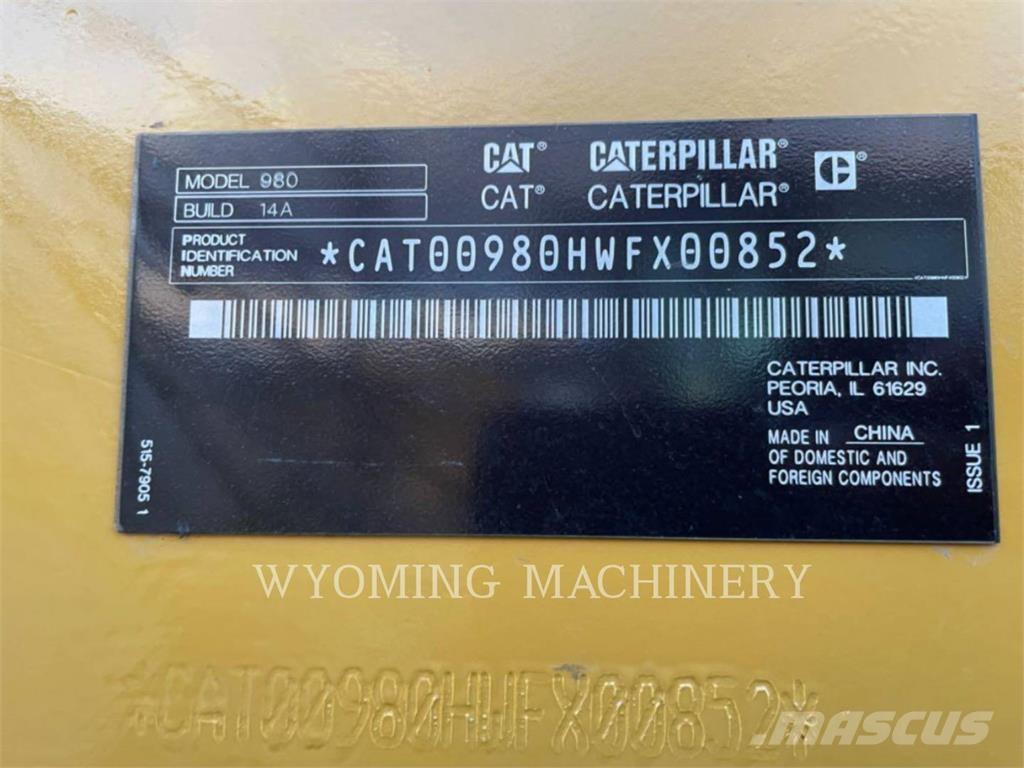 CAT® CATERPILLAR® ®
MODEL 980
CAT® CATERPILLAR®
BUILD 14A
PRODUCT
IDENTIFICATION
NUMBER
*CAT00980HWFX00852*
CATERPILLAR INC.
PEORIA, IL 61629
USA
MADE IN CHINA
OF DOMESTIC AND
FOREIGN COMPONENTS
515-7905 1
ISSUE 1
WYOMING MACHINERY
*CAT00980HWFX00852*
MASCUS